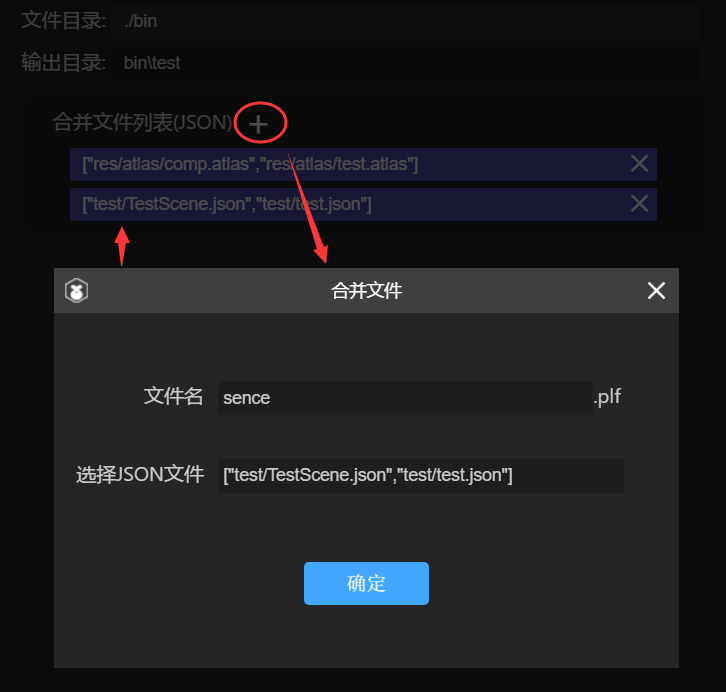 文件目录: ./bin
输出目录: bin\test
合并文件列表(JSON)
["res/atlas/comp.atlas","res/atlas/test.atlas"]
["test/TestScene.json","test/test.json"]
合并文件
文件名 sence .plf
选择JSON文件 ["test/TestScene.json","test/test.json"]
确定